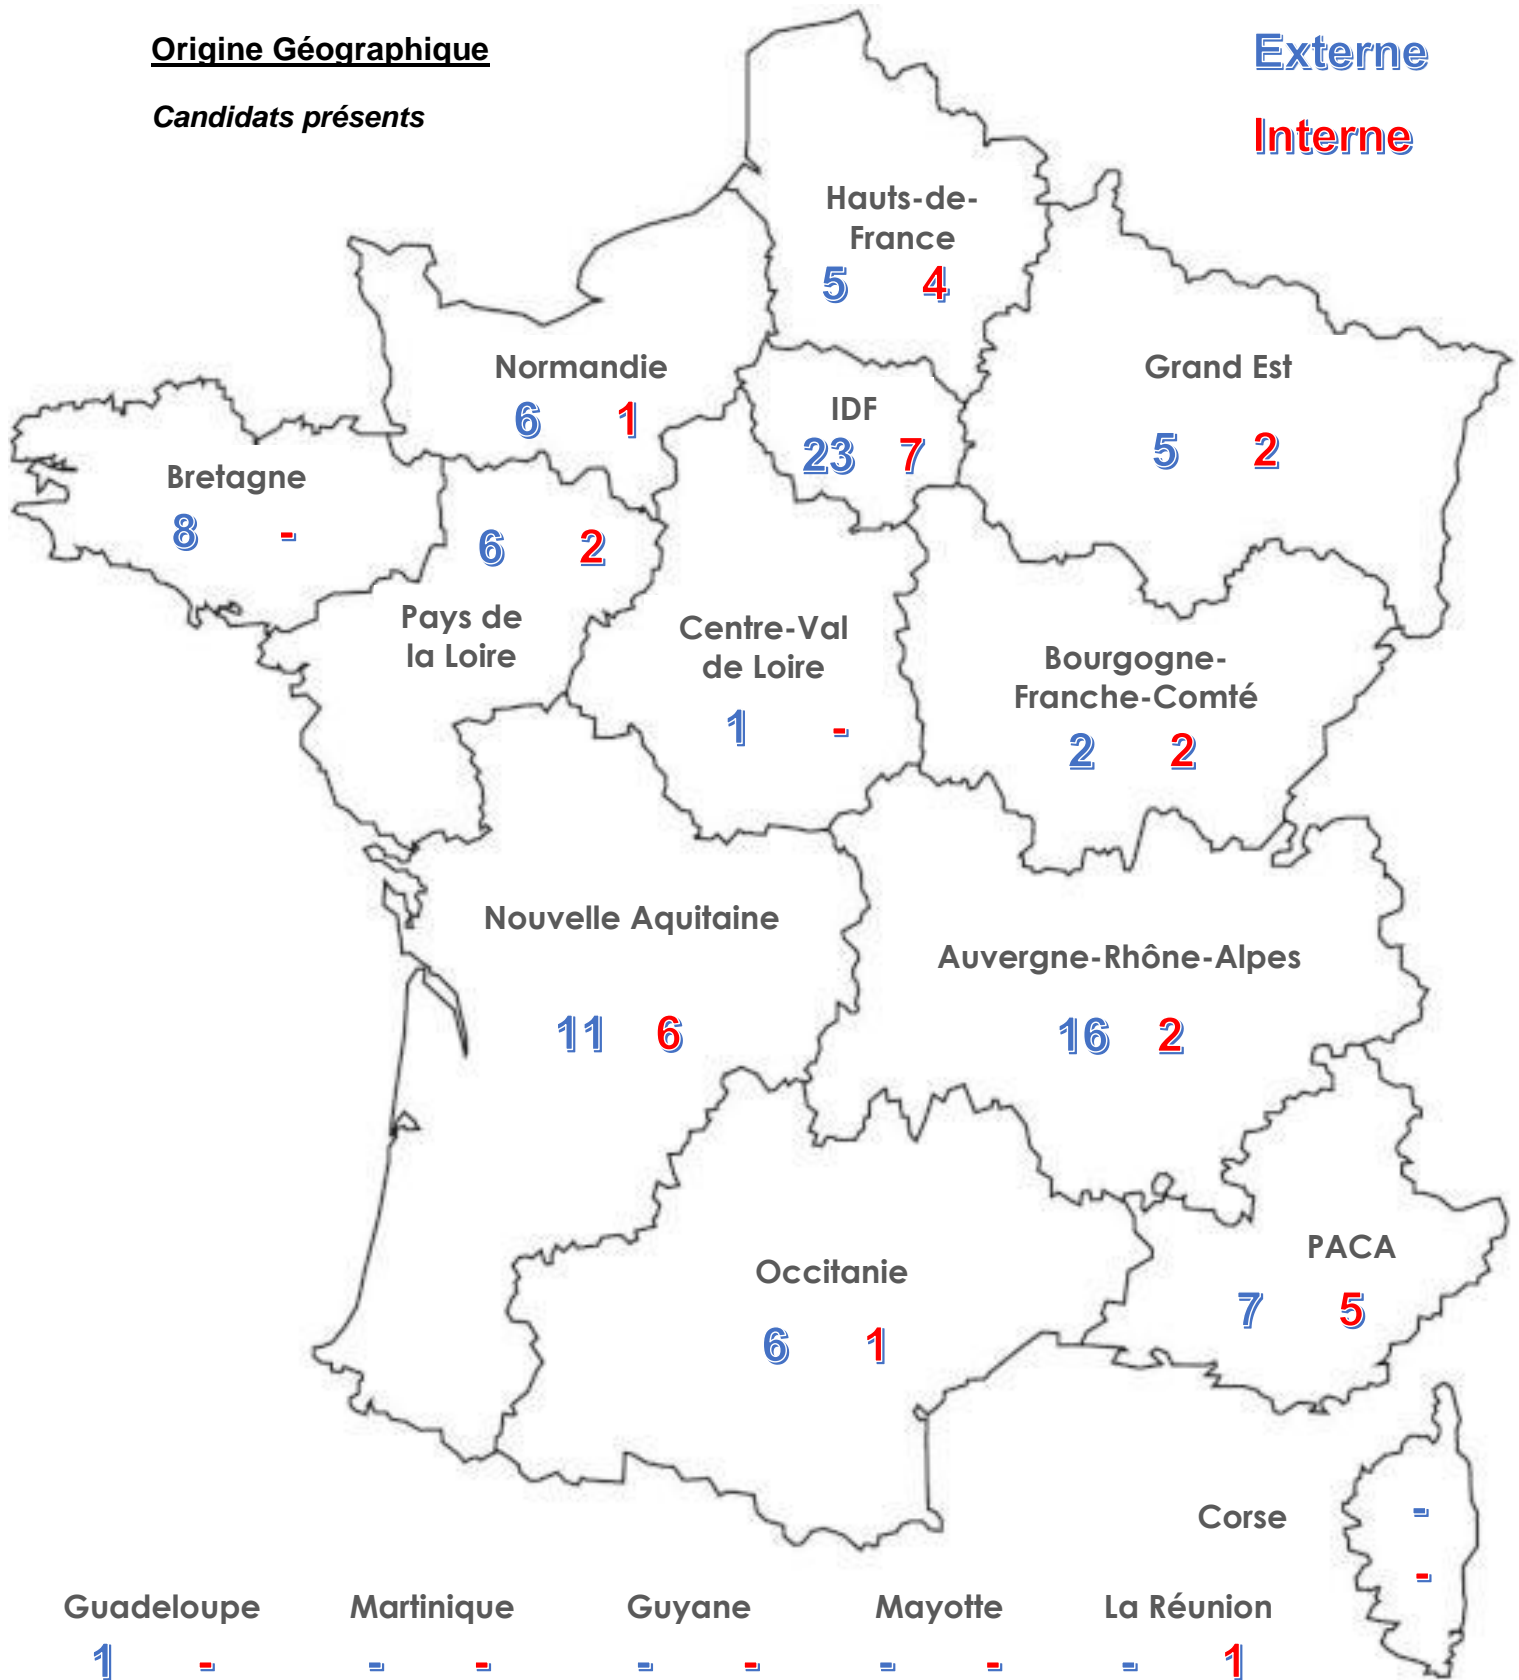 Origine Géographique
Externe
Candidats présents
Interne
Hauts-de-
France
5 4
Normandie
6 1
IDF
23 7
Grand Est
5 2
Bretagne
8 -
6 2
Pays de
la Loire
Centre-Val
de Loire
1 -
Bourgogne-
Franche-Comté
2 2
Nouvelle Aquitaine
11 6
Auvergne-Rhône-Alpes
16 2
PACA
7 5
Occitanie
6 1
Corse
-
-
Guadeloupe Martinique Guyane Mayotte La Réunion
1 - - - - - - - - 1